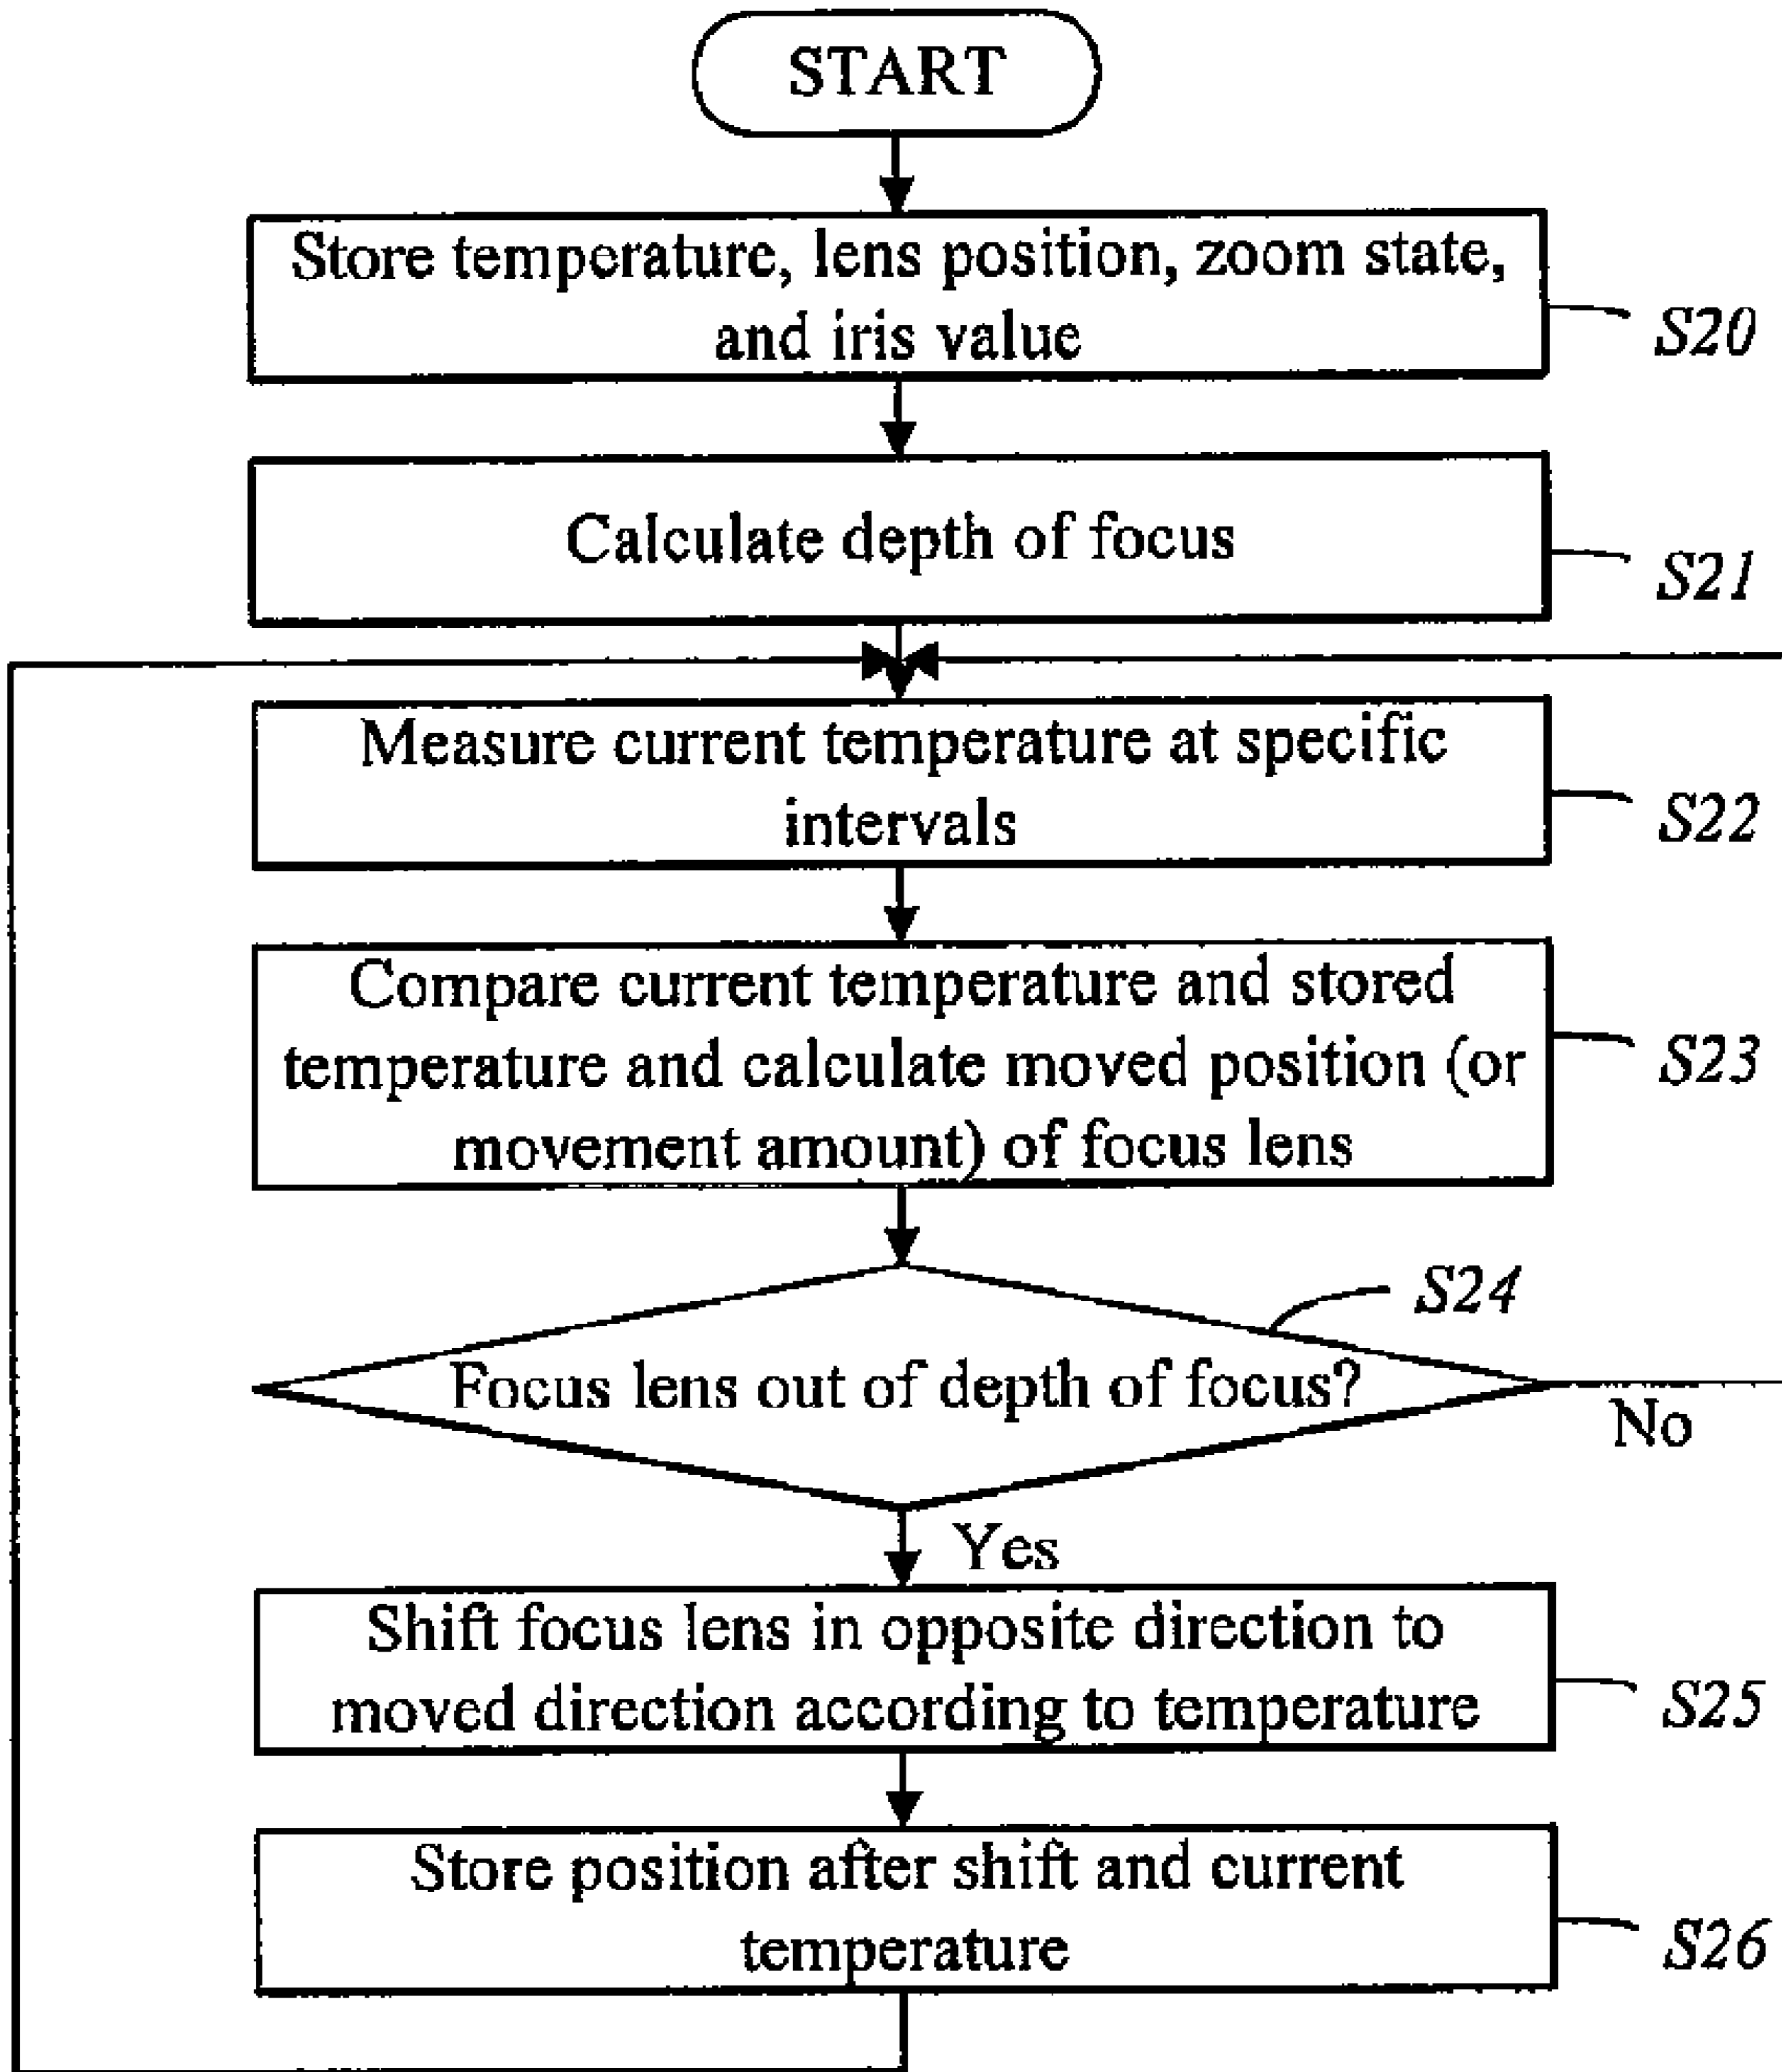 START
Store temperature, lens position, zoom state,
and iris value
S20
Calculate depth of focus
S21
Measure current temperature at specific
intervals
S22
Compare current temperature and stored
temperature and calculate moved position (or
movement amount) of focus lens
S23
S24
Focus lens out of depth of focus?
No
Yes
Shift focus lens in opposite direction to
moved direction according to temperature
S25
Store position after shift and current
temperature
S26